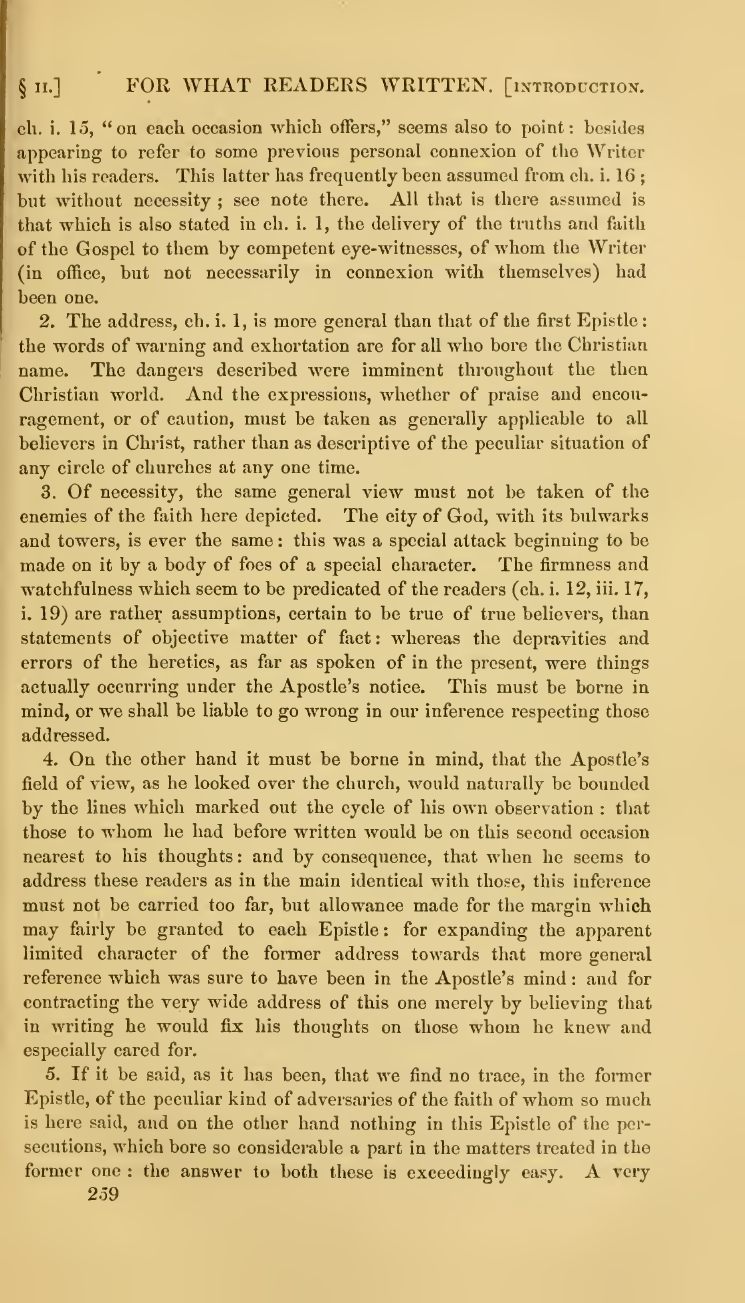 § II.] FOR WHAT READERS WRITTEN. [INTRODUCTION.
ch. i. 15, “on each occasion which offers,” seems also to point: besides
appearing to refer to some previous personal connexion of the Writer
with his readers. This latter has frequently been assumed from ch. i. 16;
but without necessity; see note there. All that is there assumed is
that which is also stated in ch. i. 1, the delivery of the truths and faith
of the Gospel to them by competent eye-witnesses, of whom the Writer
(in office, but not necessarily in connexion with themselves) had
been one.
2. The address, ch. i. 1, is more general than that of the first Epistle:
the words of warning and exhortation are for all who bore the Christian
name. The dangers described were imminent throughout the then
Christian world. And the expressions, whether of praise and encou-
ragement, or of caution, must be taken as generally applicable to all
believers in Christ, rather than as descriptive of the peculiar situation of
any circle of churches at any one time.
3. Of necessity, the same general view must not be taken of the
enemies of the faith here depicted. The city of God, with its bulwarks
and towers, is ever the same: this was a special attack beginning to be
made on it by a body of foes of a special character. The firmness and
watchfulness which seem to be predicated of the readers (ch. i. 12, iii. 17,
i. 19) are rather assumptions, certain to be true of true believers, than
statements of objective matter of fact: whereas the depravities and
errors of the heretics, as far as spoken of in the present, were things
actually occurring under the Apostle’s notice. This must be borne in
mind, or we shall be liable to go wrong in our inference respecting those
addressed.
4. On the other hand it must be borne in mind, that the Apostle’s
field of view, as he looked over the church, would naturally be bounded
by the lines which marked out the cycle of his own observation: that
those to whom he had before written would be on this second occasion
nearest to his thoughts: and by consequence, that when he seems to
address these readers as in the main identical with those, this inference
must not be carried too far, but allowance made for the margin which
may fairly be granted to each Epistle: for expanding the apparent
limited character of the former address towards that more general
reference which was sure to have been in the Apostle’s mind: and for
contracting the very wide address of this one merely by believing that
in writing he would fix his thoughts on those whom he knew and
especially cared for.
5. If it be said, as it has been, that we find no trace, in the former
Epistle, of the peculiar kind of adversaries of the faith of whom so much
is here said, and on the other hand nothing in this Epistle of the per-
secutions, which bore so considerable a part in the matters treated in the
former one: the answer to both these is exceedingly easy. A very
259